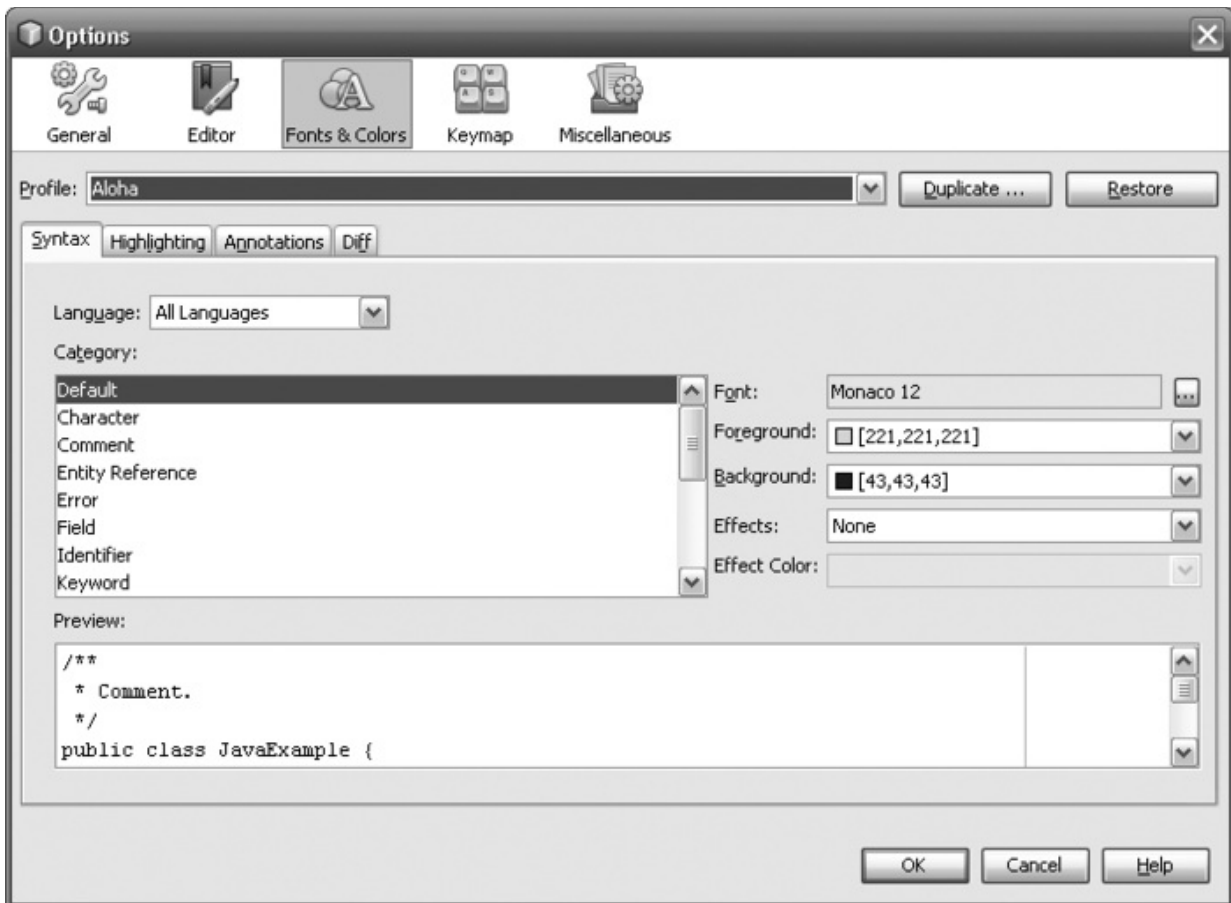 Options
General Editor Fonts & Colors Keymap Miscellaneous
Profile: Aloha Duplicate ... Restore
Syntax Highlighting Annotations Diff
Language: All Languages
Category:
Default
Character
Comment
Entity Reference
Error
Field
Identifier
Keyword
Font: Monaco 12 ...
Foreground: [221,221,221]
Background: [43,43,43]
Effects: None
Effect Color:
Preview:
/**
 * Comment.
 */
public class JavaExample {
OK Cancel Help